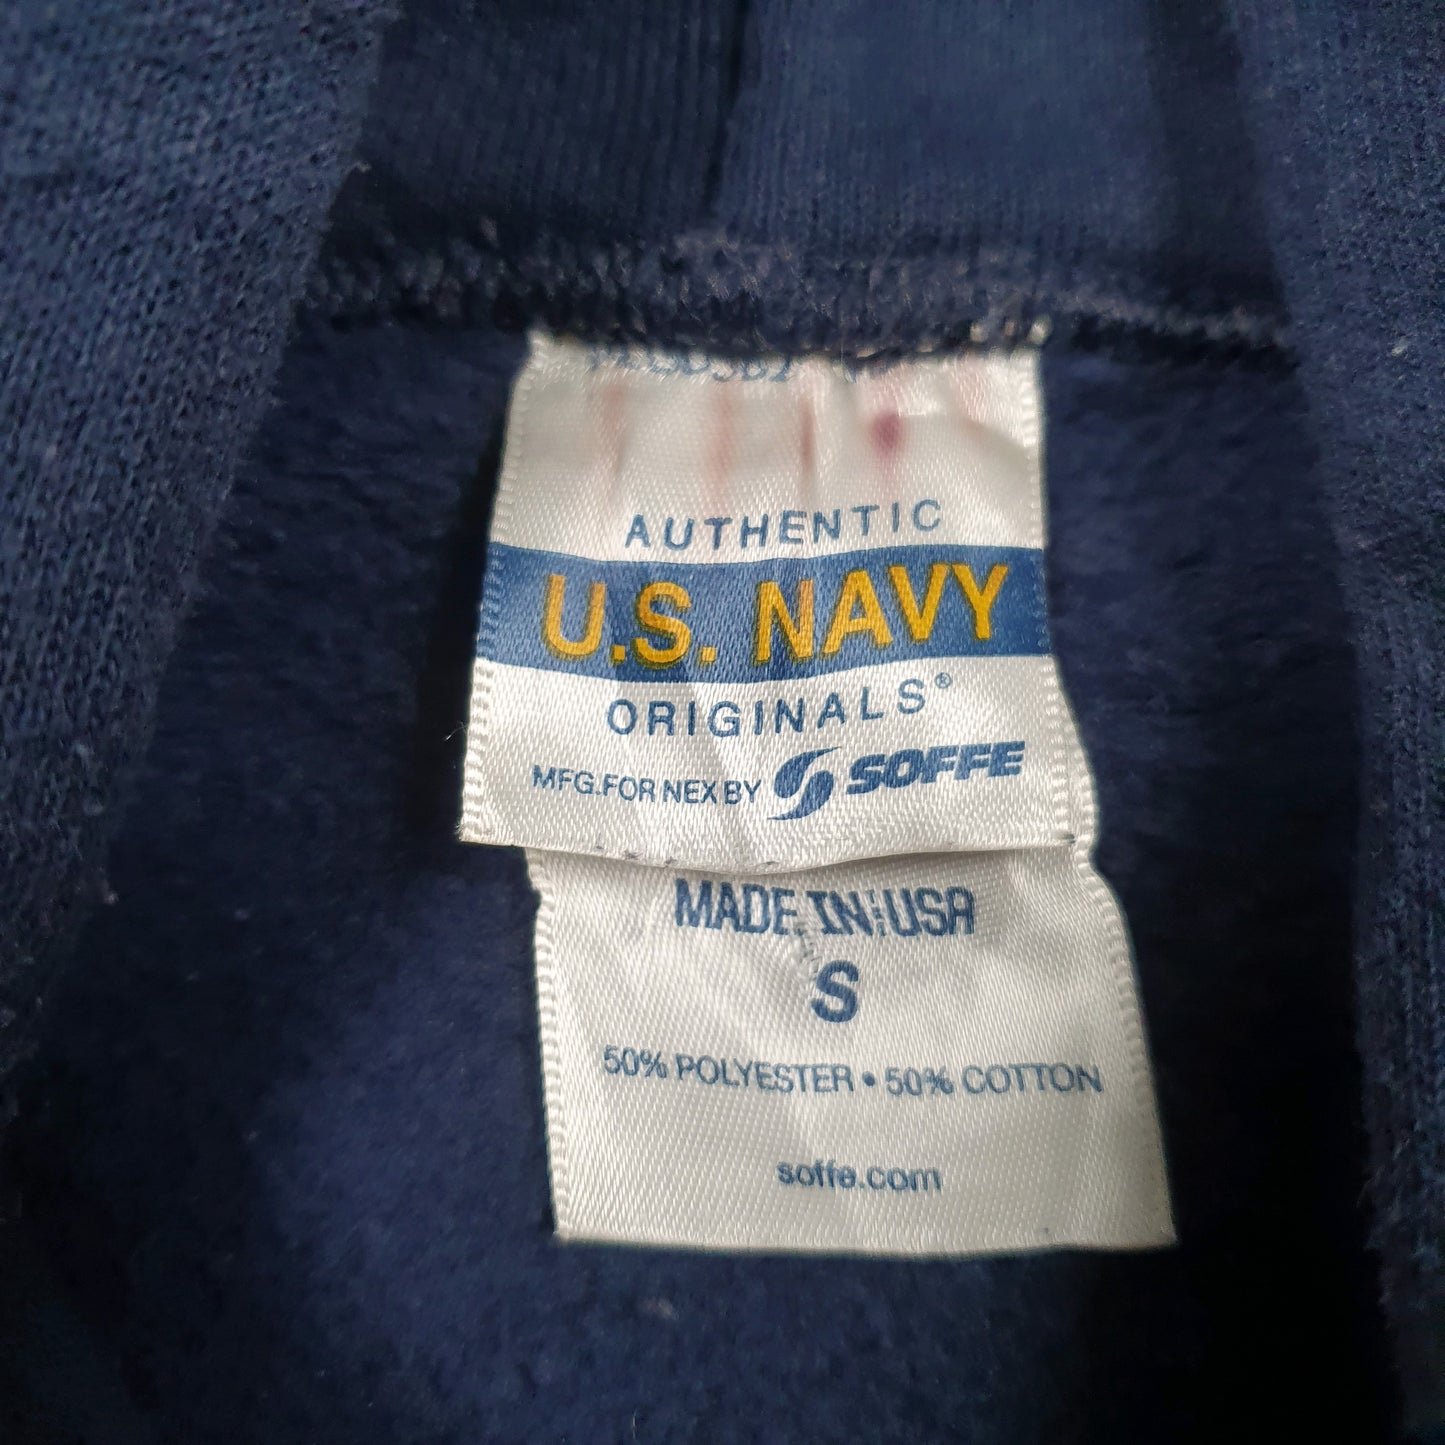 AUTHENTIC
U.S. NAVY
ORIGINALS®
MFG. FOR NEX BY SOFFE
MADE IN USA
S
50% POLYESTER • 50% COTTON
soffe.com